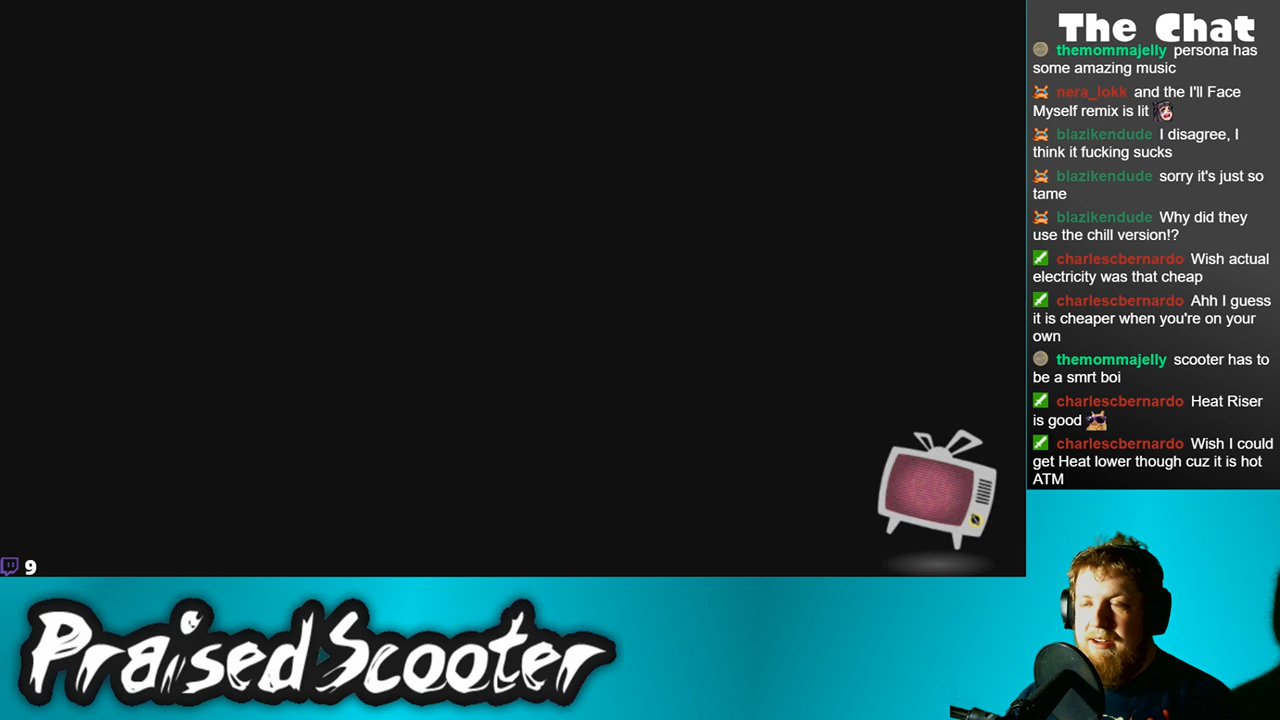 The Chat
themommajelly persona has
some amazing music
nera_lokk and the I'll Face
Myself remix is lit
blazikendude I disagree, I
think it fucking sucks
blazikendude sorry it's just so
tame
blazikendude Why did they
use the chill version!?
charlescbernardo Wish actual
electricity was that cheap
charlescbernardo Ahh I guess
it is cheaper when you're on your
own
themommajelly scooter has to
be a smrt boi
charlescbernardo Heat Riser
is good
charlescbernardo Wish I could
get Heat lower though cuz it is hot
ATM
9
PraisedScooter